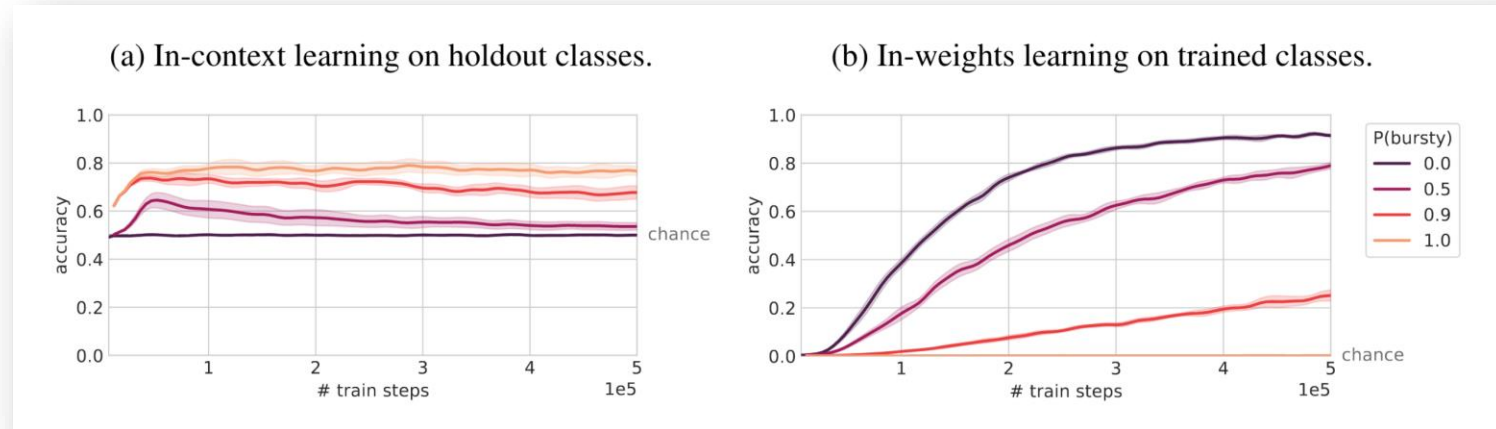 (a) In-context learning on holdout classes.
1.0
0.8
0.6
0.4
0.2
0.0
accuracy
chance
1 2 3 4 5
# train steps
1e5
(b) In-weights learning on trained classes.
1.0
0.8
0.6
0.4
0.2
0.0
accuracy
chance
1 2 3 4 5
# train steps
1e5
P(bursty)
0.0
0.5
0.9
1.0